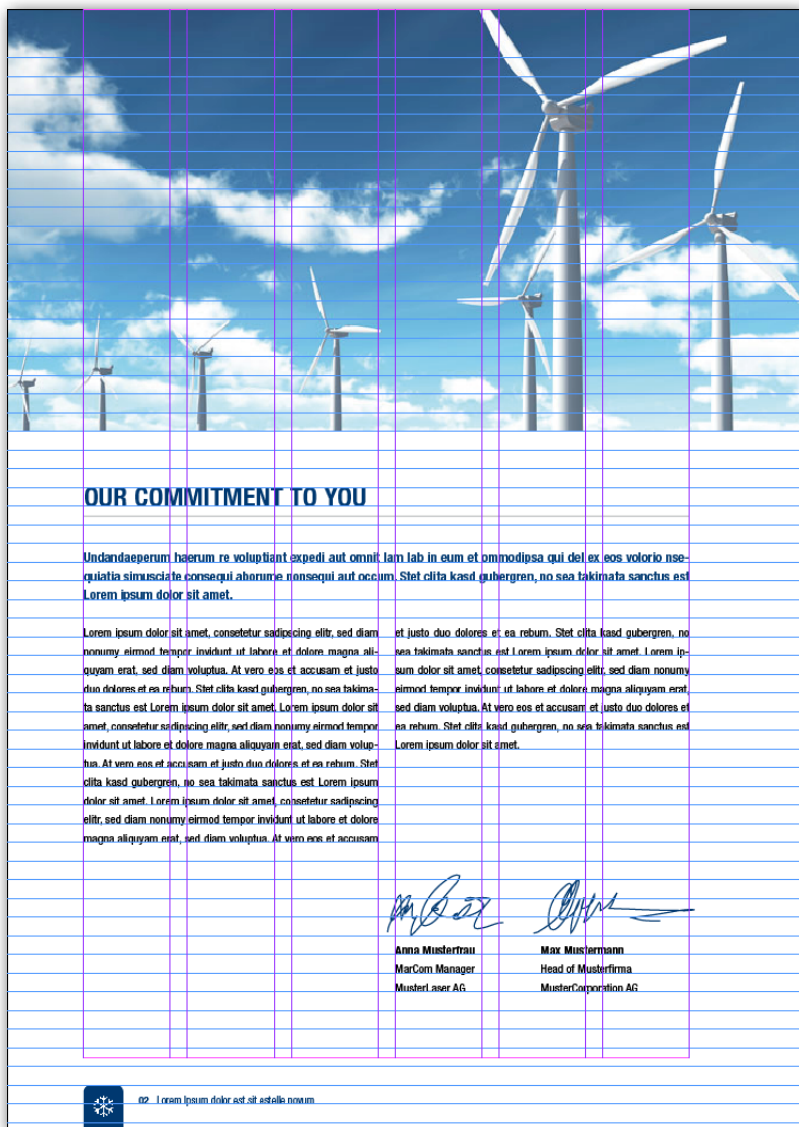 OUR COMMITMENT TO YOU
Undandaeperum haerum re voluptiant expedi aut omnit lam lab in eum et ommodipsa qui del ex eos volorio nse-
quiatia simusciate consequi aborume nonsequi aut occum. Stet clita kasd gubergren, no sea takimata sanctus est
Lorem ipsum dolor sit amet.
Lorem ipsum dolor sit amet, consetetur sadipscing elitr, sed diam
nonumy eirmod tempor invidunt ut labore et dolore magna ali-
quyam erat, sed diam voluptua. At vero eos et accusam et justo
duo dolores et ea rebum. Stet clita kasd gubergren, no sea takima-
ta sanctus est Lorem ipsum dolor sit amet. Lorem ipsum dolor sit
amet, consetetur sadipscing elitr, sed diam nonumy eirmod tempor
invidunt ut labore et dolore magna aliquyam erat, sed diam volup-
tua. At vero eos et accusam et justo duo dolores et ea rebum. Stet
clita kasd gubergren, no sea takimata sanctus est Lorem ipsum
dolor sit amet. Lorem ipsum dolor sit amet, consetetur sadipscing
elitr, sed diam nonumy eirmod tempor invidunt ut labore et dolore
magna aliquyam erat, sed diam voluptua. At vero eos et accusam
et justo duo dolores et ea rebum. Stet clita kasd gubergren, no
sea takimata sanctus est Lorem ipsum dolor sit amet. Lorem ip-
sum dolor sit amet, consetetur sadipscing elitr, sed diam nonumy
eirmod tempor invidunt ut labore et dolore magna aliquyam erat,
sed diam voluptua. At vero eos et accusam et justo duo dolores et
ea rebum. Stet clita kasd gubergren, no sea takimata sanctus est
Lorem ipsum dolor sit amet.
Anna Musterfrau
MarCom Manager
MusterLaser AG
Max Mustermann
Head of Musterfirma
MusterCorporation AG
02 Lorem Ipsum dolor est sit estelle novum